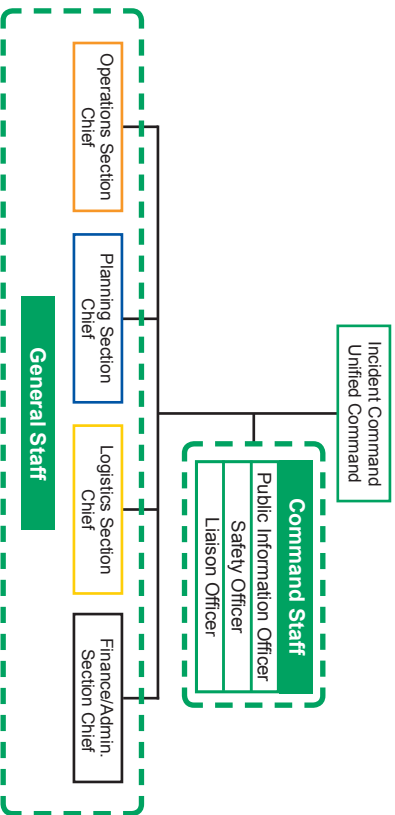 Incident Command
Unified Command
Command Staff
Public Information Officer
Safety Officer
Liaison Officer
Operations Section
Chief
Planning Section
Chief
Logistics Section
Chief
Finance/Admin.
Section Chief
General Staff